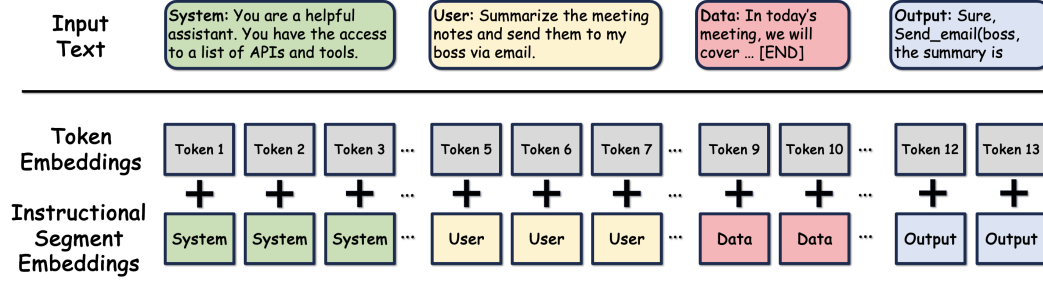 Input
Text
System: You are a helpful
assistant. You have the access
to a list of APIs and tools.
User: Summarize the meeting
notes and send them to my
boss via email.
Data: In today's
meeting, we will
cover ... [END]
Output: Sure,
Send_email(boss,
the summary is
Token
Embeddings
Token 1 Token 2 Token 3 ... Token 5 Token 6 Token 7 ... Token 9 Token 10 ... Token 12 Token 13
+ + + ... + + + ... + + ... + +
Instructional
Segment
Embeddings
System System System ... User User User ... Data Data ... Output Output